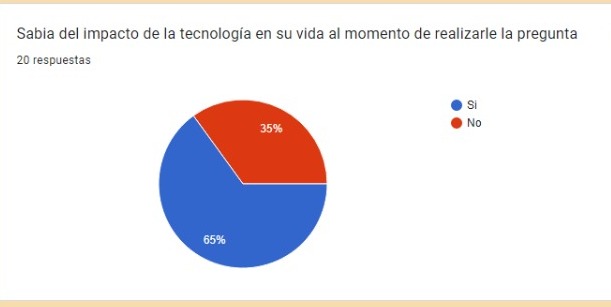 Sabia del impacto de la tecnología en su vida al momento de realizarle la pregunta
20 respuestas
Si
No
35%
65%